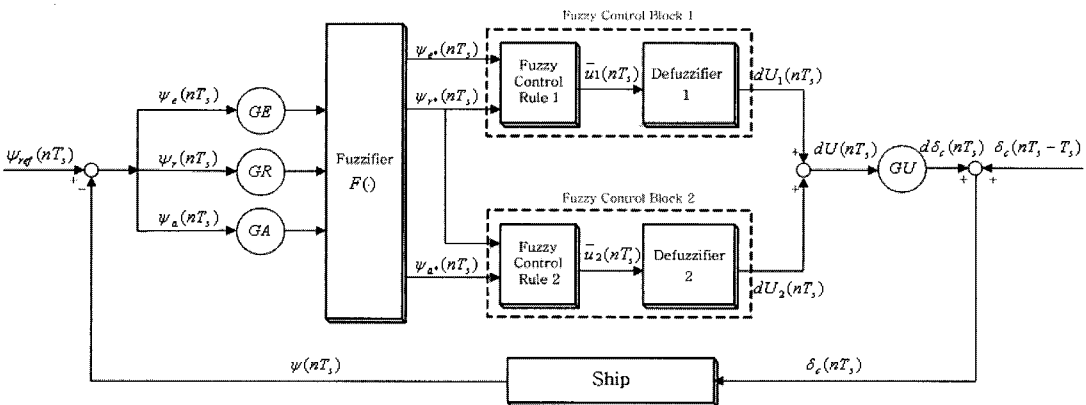 Fuzzy Control Block 1
ψ_e*(nT_s)
Fuzzy
Control
Rule 1
ū1(nT_s)
Defuzzifier
1
dU_1(nT_s)
ψ_r*(nT_s)
ψ_e(nT_s)
GE
ψ_ref(nT_s)
+
−
ψ_r(nT_s)
GR
Fuzzifier
F(·)
ψ_a(nT_s)
GA
+
+
dU(nT_s)
GU
dδ_c(nT_s)
+
δ_c(nT_s−T_s)
+
Fuzzy Control Block 2
Fuzzy
Control
Rule 2
ū2(nT_s)
Defuzzifier
2
ψ_a*(nT_s)
dU_2(nT_s)
ψ(nT_s)
Ship
δ_c(nT_s)